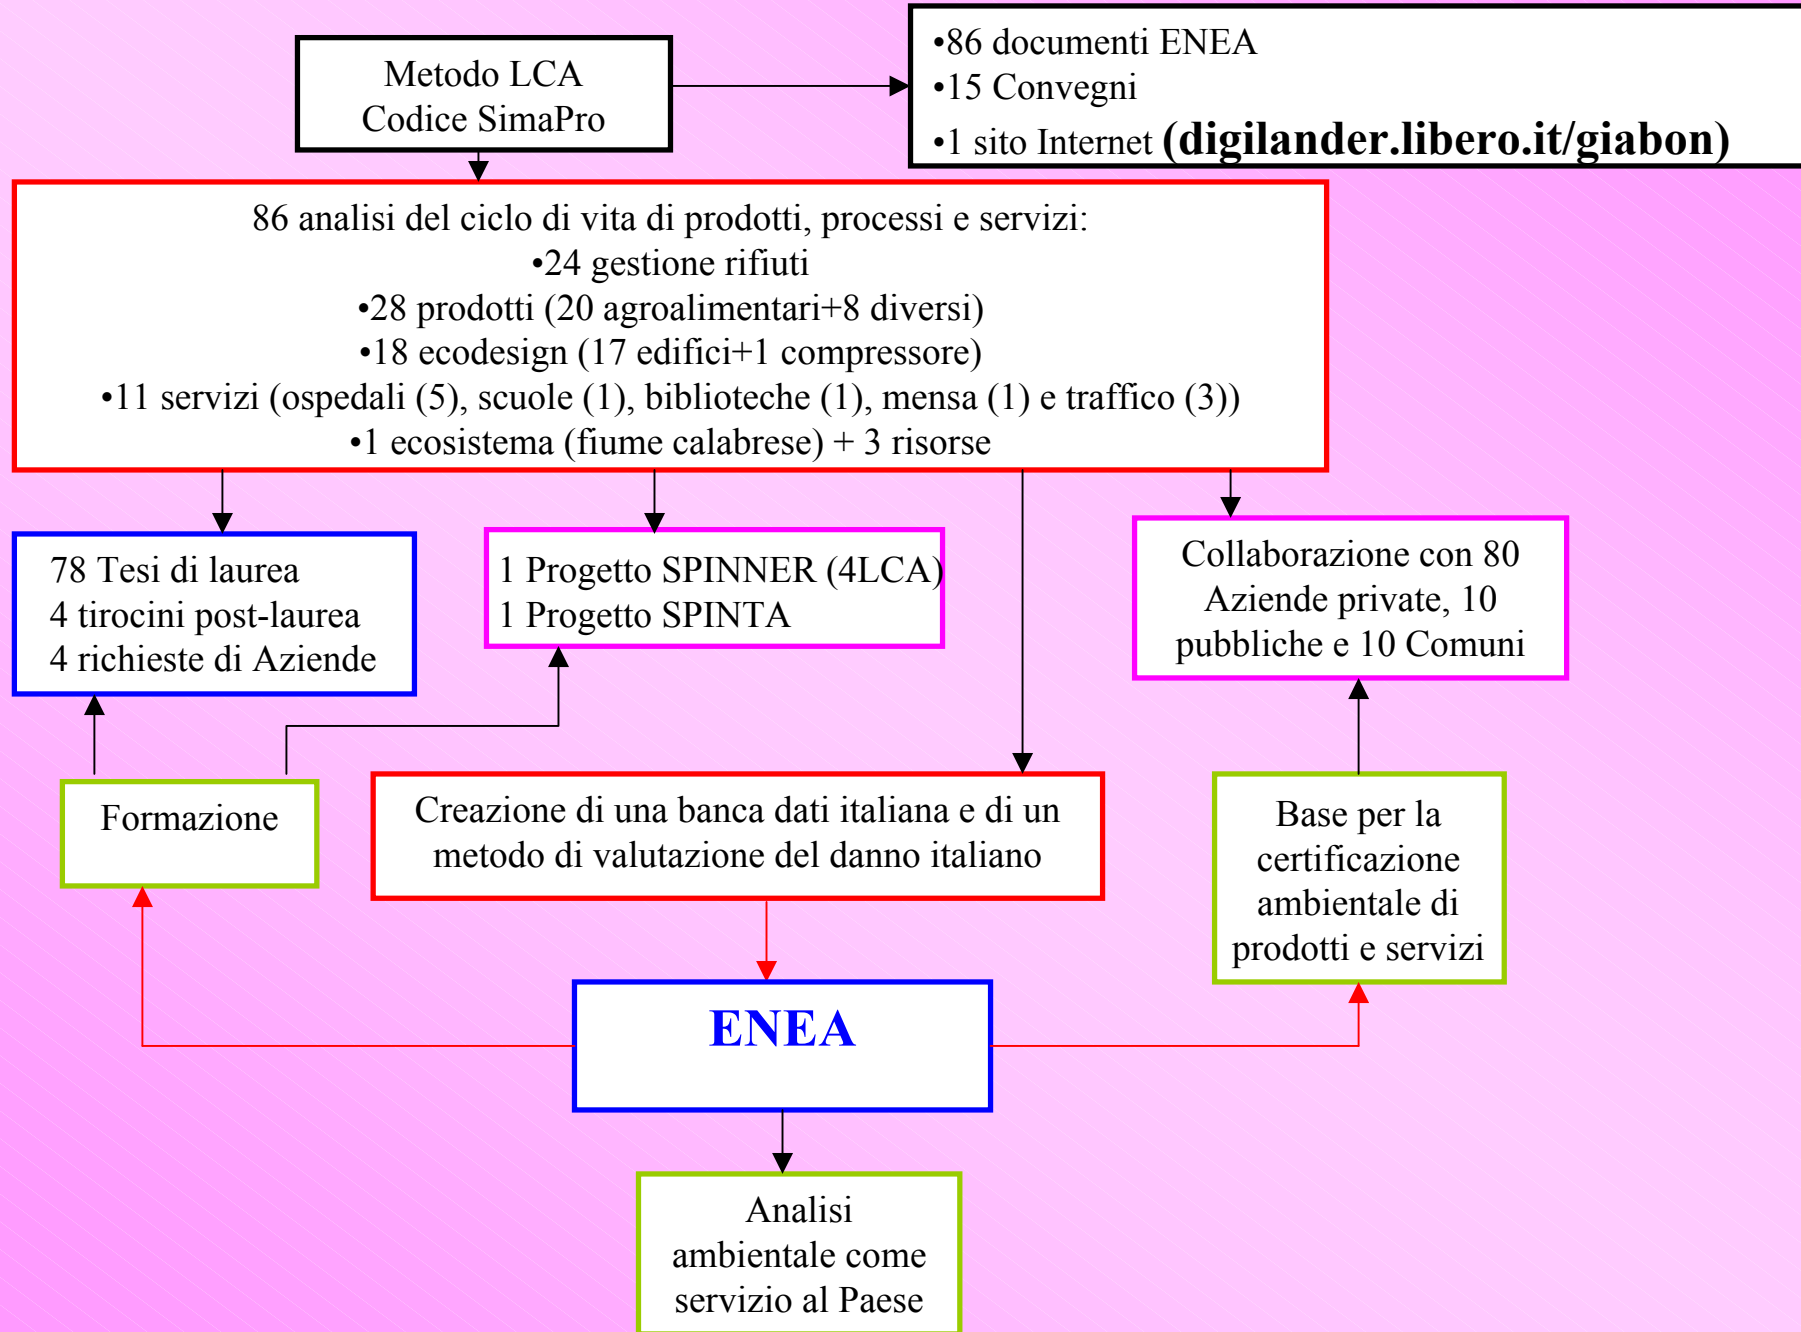 Metodo LCA
Codice SimaPro
•86 documenti ENEA
•15 Convegni
•1 sito Internet (digilander.libero.it/giabon)
86 analisi del ciclo di vita di prodotti, processi e servizi:
•24 gestione rifiuti
•28 prodotti (20 agroalimentari+8 diversi)
•18 ecodesign (17 edifici+1 compressore)
•11 servizi (ospedali (5), scuole (1), biblioteche (1), mensa (1) e traffico (3))
•1 ecosistema (fiume calabrese) + 3 risorse
78 Tesi di laurea
4 tirocini post-laurea
4 richieste di Aziende
1 Progetto SPINNER (4LCA)
1 Progetto SPINTA
Collaborazione con 80
Aziende private, 10
pubbliche e 10 Comuni
Formazione
Creazione di una banca dati italiana e di un
metodo di valutazione del danno italiano
Base per la
certificazione
ambientale di
prodotti e servizi
ENEA
Analisi
ambientale come
servizio al Paese